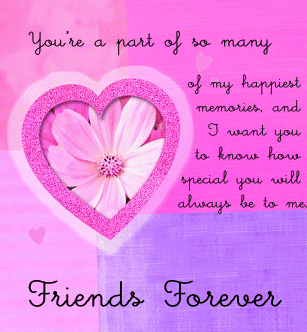 You're a part of so many
of my happiest
memories, and
I want you
to know how
special you will
always be to me.
Friends Forever